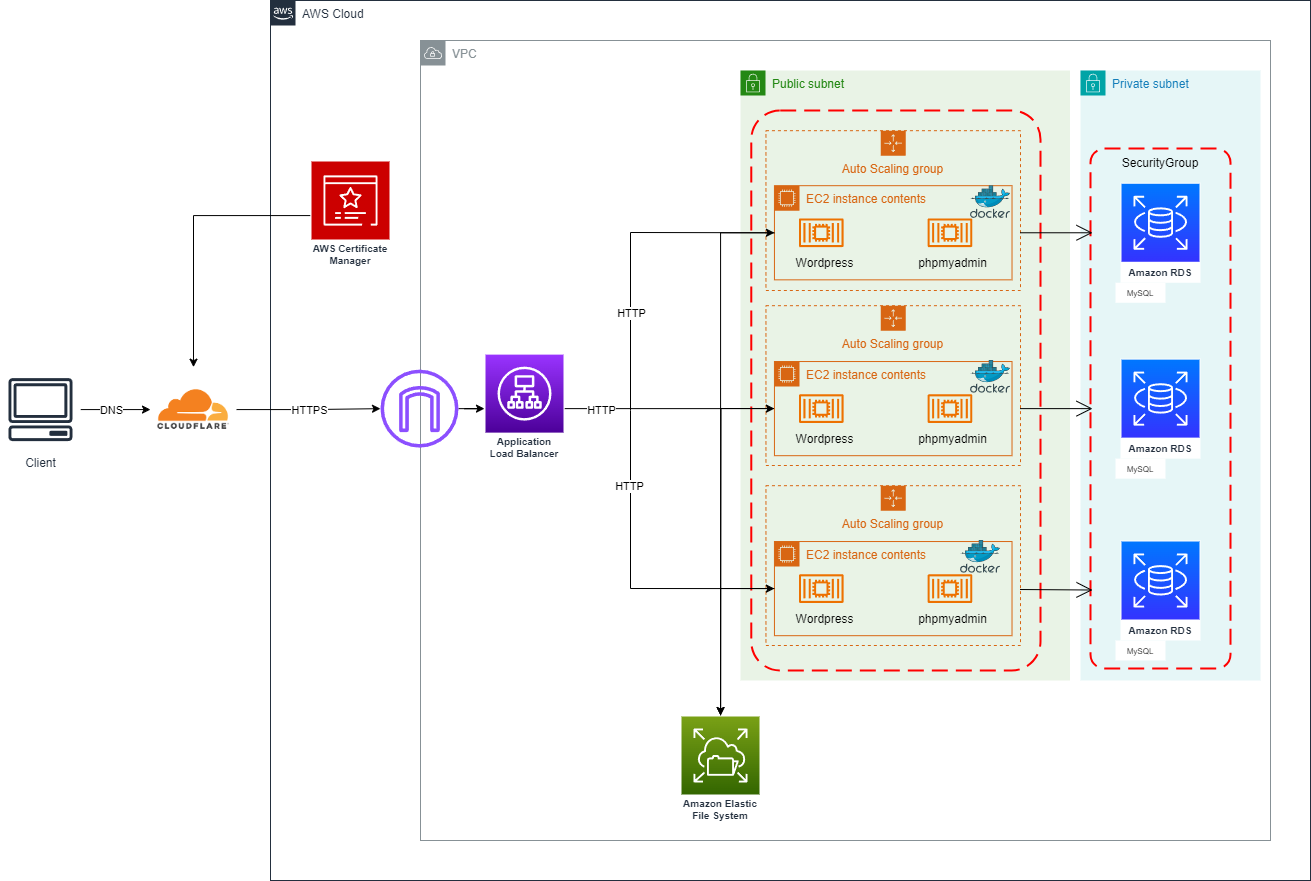 aws
AWS Cloud
VPC
Public subnet
Private subnet
Auto Scaling group
EC2 instance contents
docker
Wordpress
phpmyadmin
SecurityGroup
Amazon RDS
MySQL
AWS Certificate
Manager
HTTP
Auto Scaling group
EC2 instance contents
docker
Wordpress
phpmyadmin
Amazon RDS
MySQL
Client
DNS
CLOUDFLARE
HTTPS
Application
Load Balancer
HTTP
HTTP
Auto Scaling group
EC2 instance contents
docker
Wordpress
phpmyadmin
Amazon RDS
MySQL
Amazon Elastic
File System